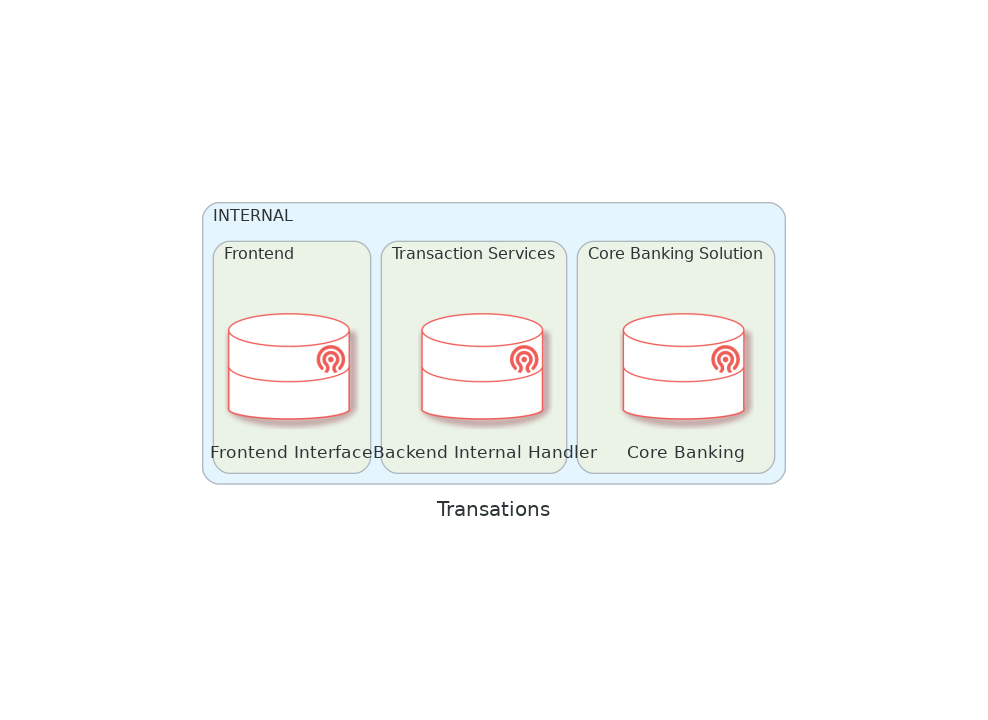 INTERNAL
Frontend
Transaction Services
Core Banking Solution
Frontend Interface
Backend Internal Handler
Core Banking
Transations